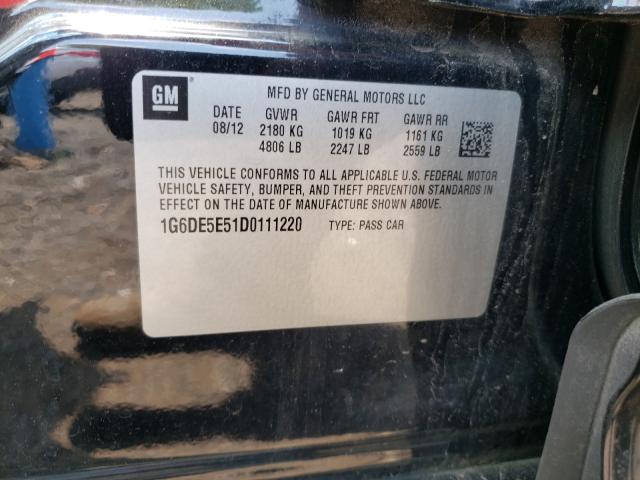 GM
MFD BY GENERAL MOTORS LLC
DATE GVWR GAWR FRT GAWR RR
08/12 2180 KG 1019 KG 1161 KG
4806 LB 2247 LB 2559 LB
THIS VEHICLE CONFORMS TO ALL APPLICABLE U.S. FEDERAL MOTOR
VEHICLE SAFETY, BUMPER, AND THEFT PREVENTION STANDARDS IN
EFFECT ON THE DATE OF MANUFACTURE SHOWN ABOVE.
1G6DE5E51D0111220 TYPE: PASS CAR